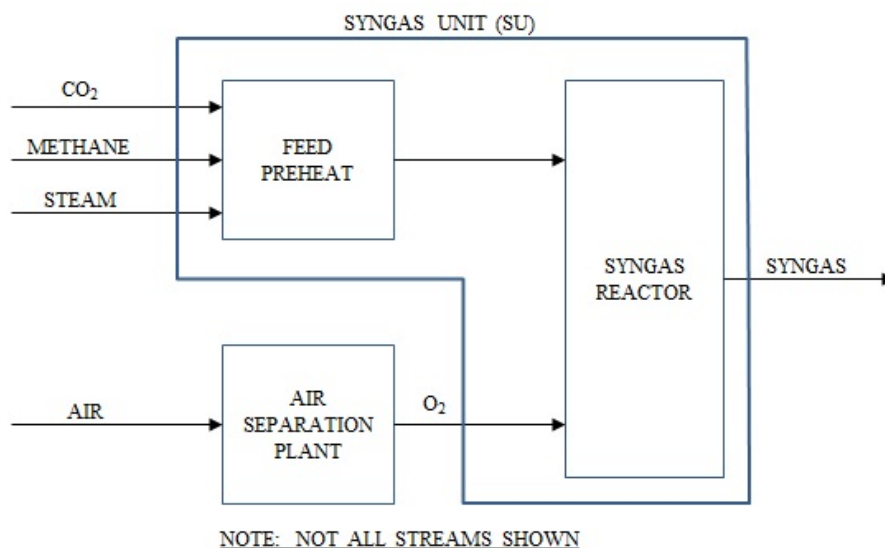 SYNGAS UNIT (SU)
CO₂
METHANE
STEAM
FEED
PREHEAT
SYNGAS
REACTOR
SYNGAS
AIR
AIR
SEPARATION
PLANT
O₂
NOTE: NOT ALL STREAMS SHOWN